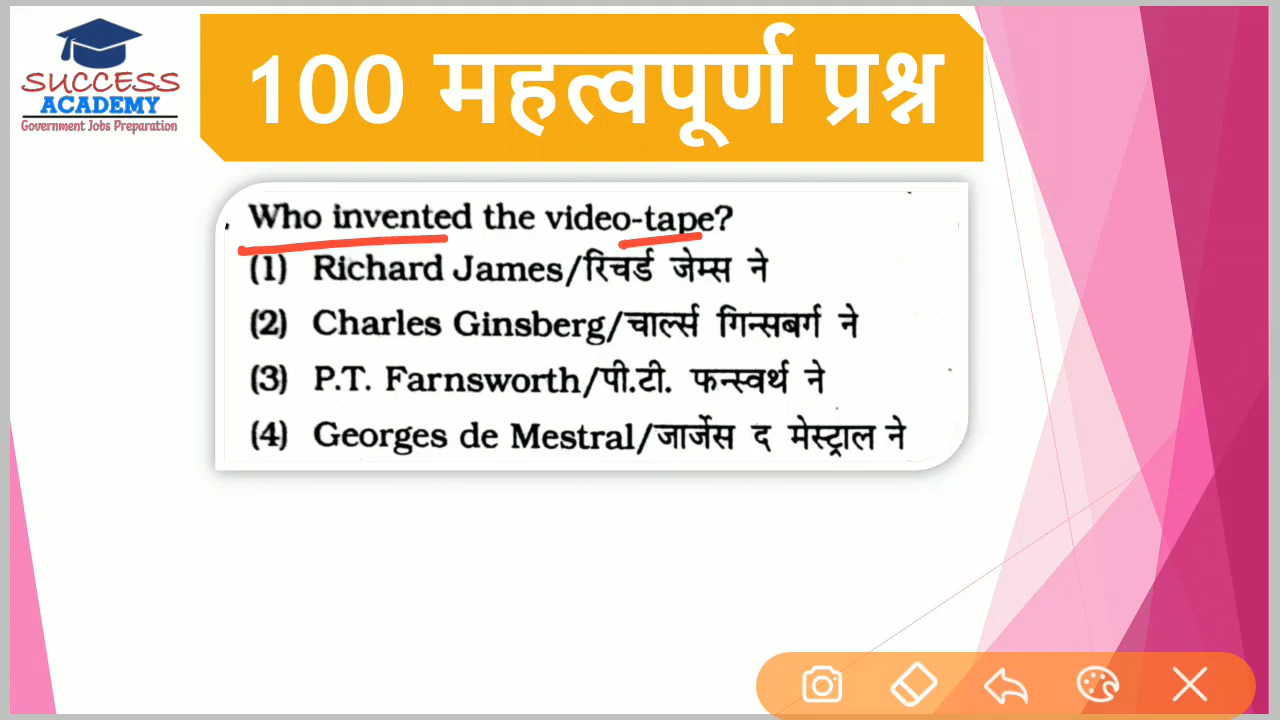 SUCCESS
ACADEMY
Government Jobs Preparation
100 महत्वपूर्ण प्रश्न
Who invented the video-tape?
(1) Richard James/रिचर्ड जेम्स ने
(2) Charles Ginsberg/चार्ल्स गिन्सबर्ग ने
(3) P.T. Farnsworth/पी.टी. फन्स्वर्थ ने
(4) Georges de Mestral/जार्जेस द मेस्ट्राल ने